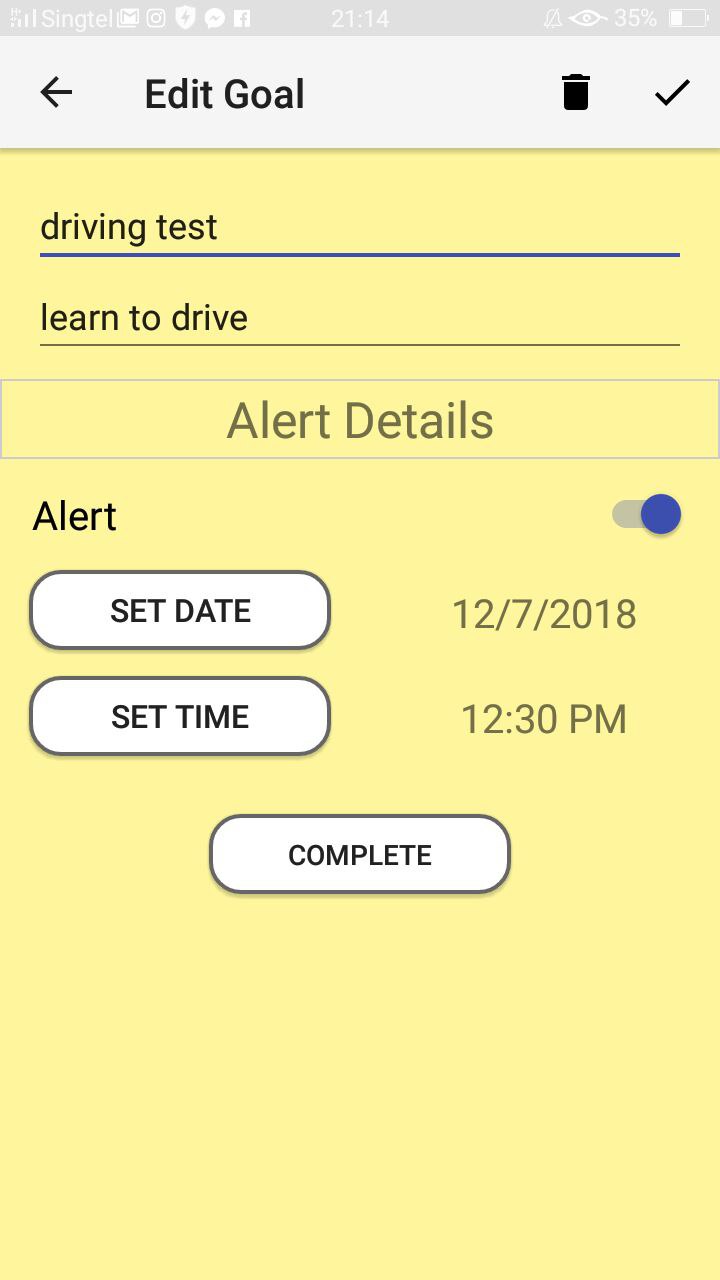 Singtel 21:14 35%
Edit Goal
driving test
learn to drive
Alert Details
Alert
SET DATE 12/7/2018
SET TIME 12:30 PM
COMPLETE